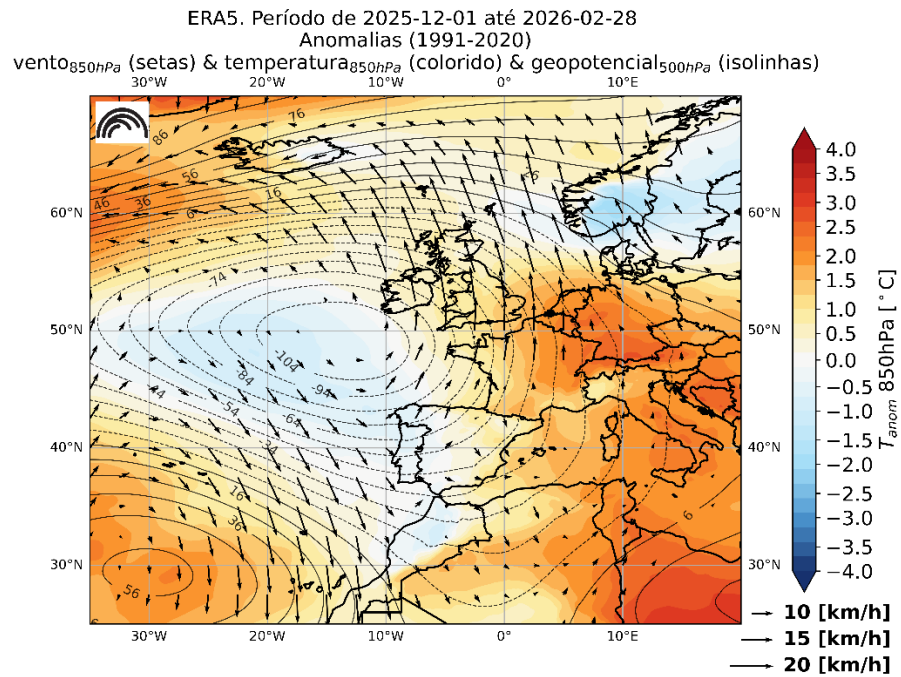 ERA5. Período de 2025-12-01 até 2026-02-28
Anomalias (1991-2020)
vento850hPa (setas) & temperatura850hPa (colorido) & geopotencial500hPa (isolinhas)
30°W 20°W 10°W 0° 10°E
86 76
56
46 36 16 26
6
60°N 60°N
74
50°N 50°N
-104
-84 -94
-54
-64
40°N 40°N
16
36 6
30°N 30°N
56
30°W 20°W 10°W 0° 10°E
4.0
3.5
3.0
2.5
2.0
1.5
1.0
0.5
0.0
−0.5
−1.0
−1.5
−2.0
−2.5
−3.0
−3.5
−4.0
Tanom 850hPa [°C]
10 [km/h]
15 [km/h]
20 [km/h]